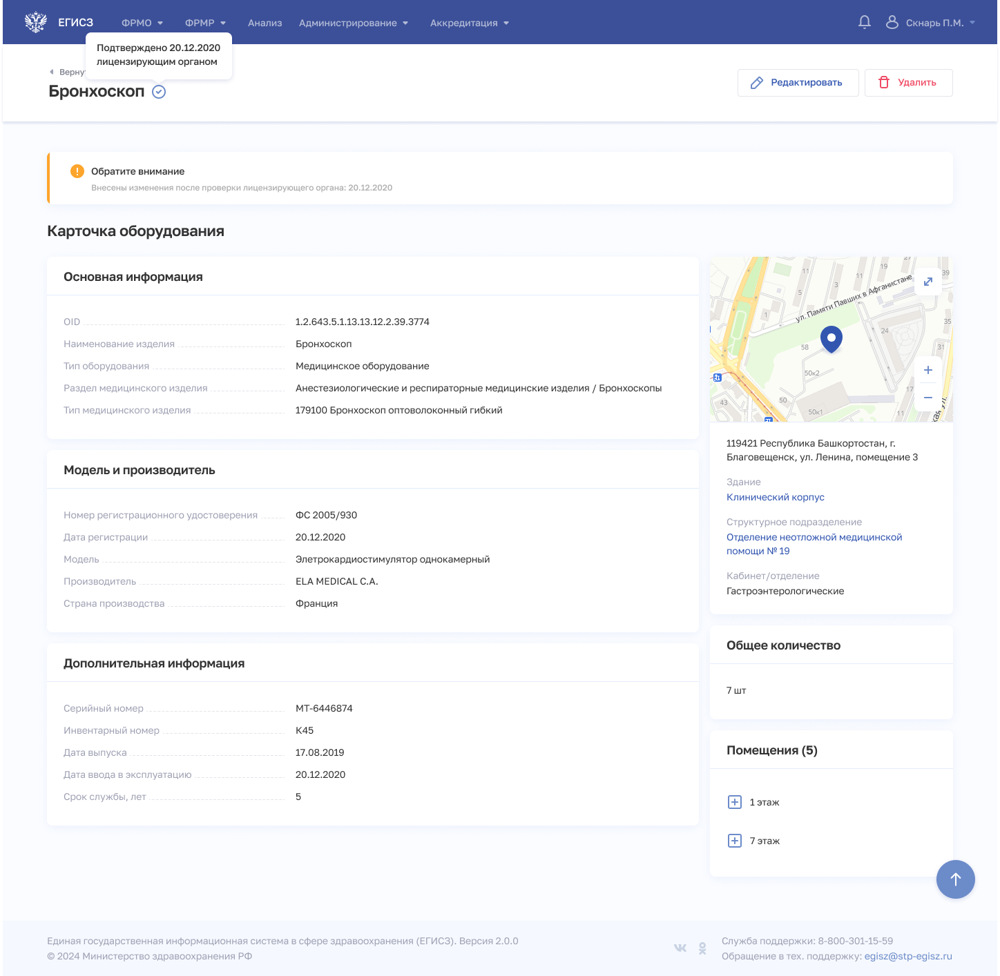 ЕГИСЗ
ФРМО
ФРМР
Анализ
Администрирование
Аккредитация
Скнарь П.М.
Подтверждено 20.12.2020
лицензирующим органом
Бронхоскоп
Редактировать
Удалить
Обратите внимание
Внесены изменения после проверки лицензирующего органа: 20.12.2020
Карточка оборудования
Основная информация
OID
1.2.643.5.1.13.13.12.2.39.3774
Наименование изделия
Бронхоскоп
Тип оборудования
Медицинское оборудование
Раздел медицинского изделия
Анестезиологические и респираторные медицинские изделия / Бронхоскопы
Тип медицинского изделия
179100 Бронхоскоп оптоволоконный гибкий
Модель и производитель
Номер регистрационного удостоверения
ФС 2005/930
Дата регистрации
20.12.2020
Модель
Элетрокардиостимулятор однокамерный
Производитель
ELA MEDICAL C.A.
Страна производства
Франция
Дополнительная информация
Серийный номер
МТ-6446874
Инвентарный номер
К45
Дата выпуска
17.08.2019
Дата ввода в эксплуатацию
20.12.2020
Срок службы, лет
5
27
19
11
11
39
3
5
ул. Памяти Павших в Афганистане
1
35
24
58
31
50к2
17
50
43
50к1
11
119421 Республика Башкортостан, г.
Благовещенск, ул. Ленина, помещение 3
Здание
Клинический корпус
Структурное подразделение
Отделение неотложной медицинской
помощи № 19
Кабинет/отделение
Гастроэнтерологические
Общее количество
7 шт
Помещения (5)
1 этаж
7 этаж
Единая государственная информационная система в сфере здравоохранения (ЕГИСЗ). Версия 2.0.0
© 2024 Министерство здравоохранения РФ
Служба поддержки: 8-800-301-15-59
Обращение в тех. поддержку: egisz@stp-egisz.ru